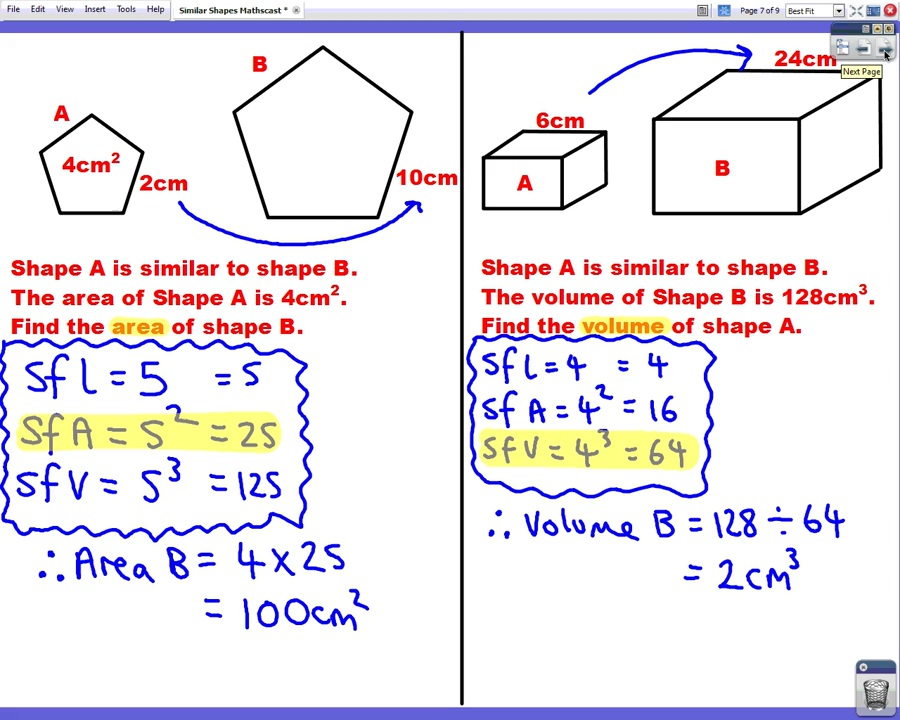 File Edit View Insert Tools Help
Similar Shapes Mathscast *
Page 7 of 9
Best Fit
Next Page
A
4cm²
2cm
B
10cm
Shape A is similar to shape B.
The area of Shape A is 4cm².
Find the area of shape B.
sf l = 5 = 5
sf A = 5² = 25
sf V = 5³ = 125
∴ Area B = 4 x 25
= 100cm²
6cm
A
24cm
B
Shape A is similar to shape B.
The volume of Shape B is 128cm³.
Find the volume of shape A.
sf l = 4 = 4
sf A = 4² = 16
sf V = 4³ = 64
∴ Volume B = 128 ÷ 64
= 2cm³